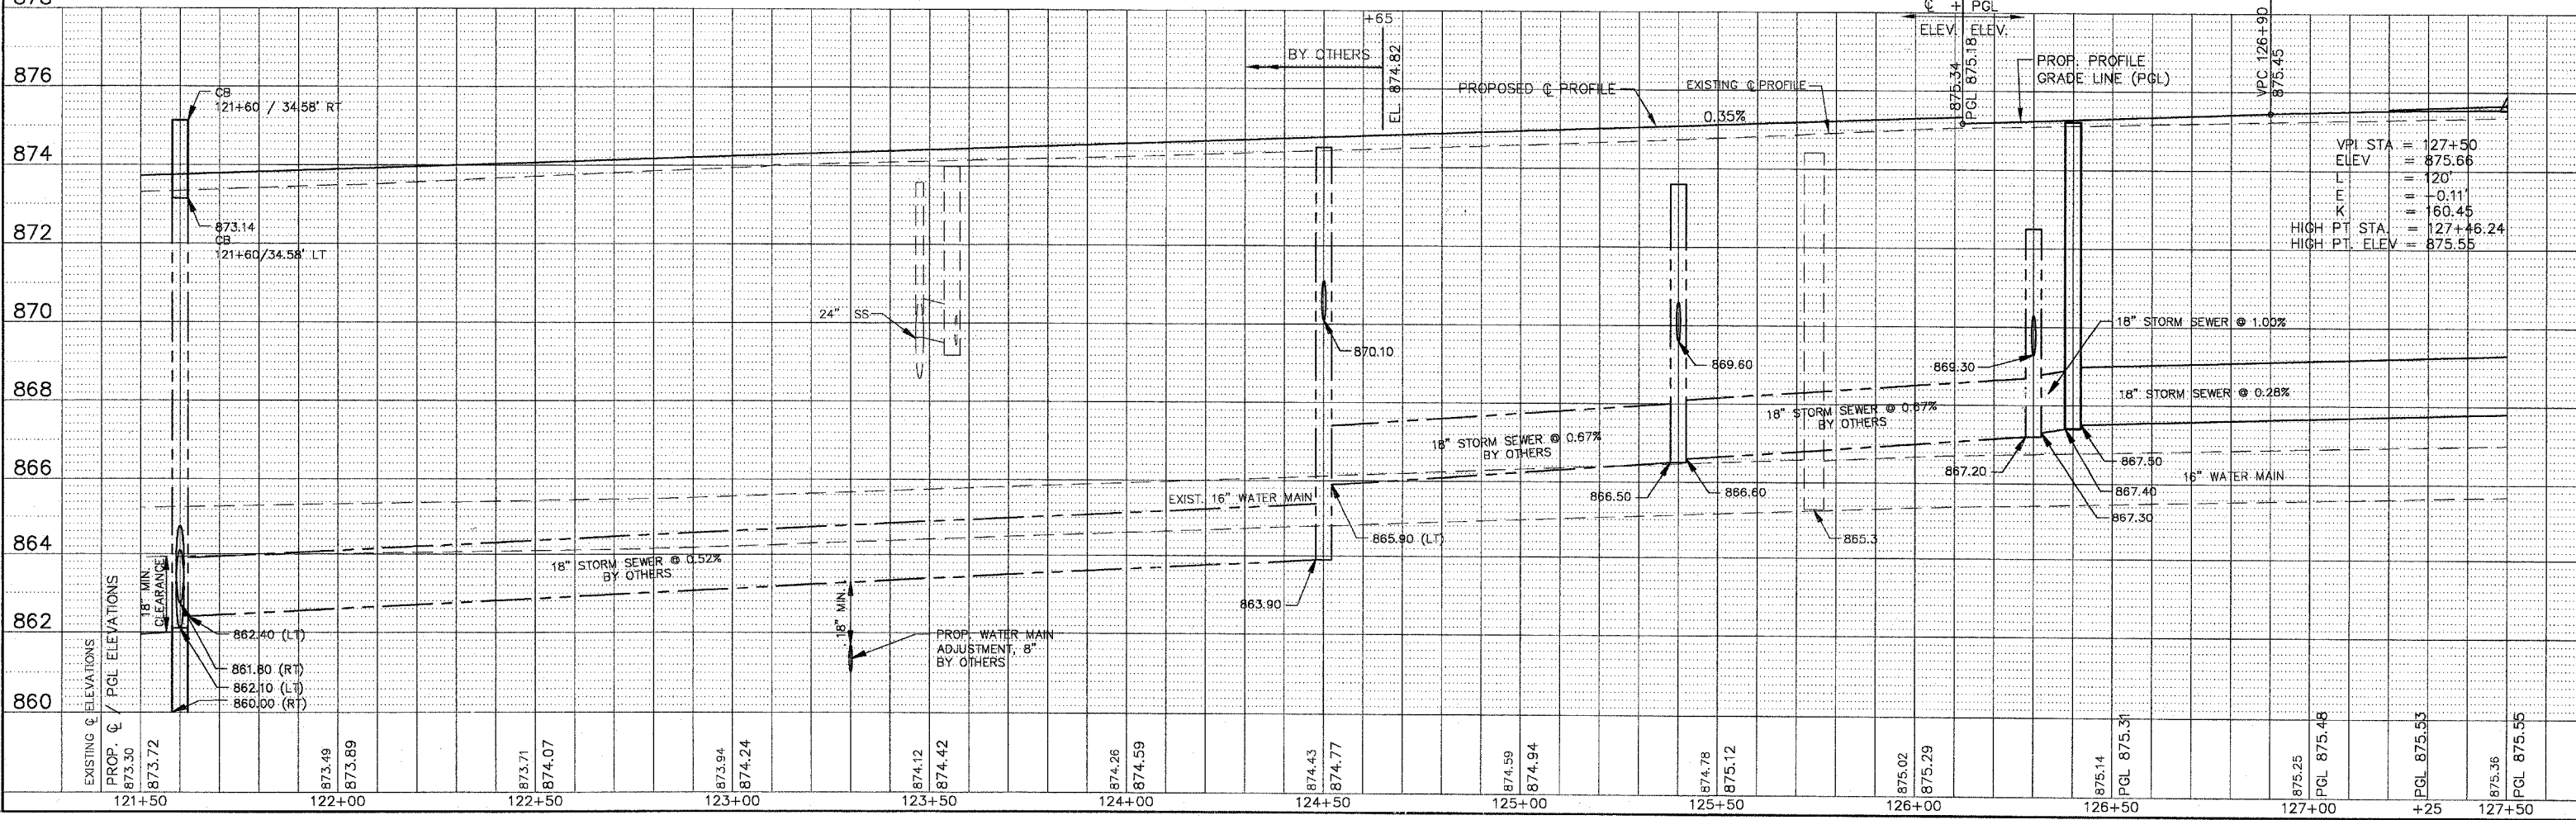 878
876
874
872
870
868
866
864
862
860
CB
121+60 / 34.58' RT
873.14
CB
121+60/34.58' LT
24" SS
+65
BY OTHERS
EL. 874.82
PROPOSED ℄ PROFILE
EXISTING ℄ PROFILE
0.35%
℄ + PGL
ELEV. ELEV.
875.34
PGL 875.18
PROP. PROFILE
GRADE LINE (PGL)
VPC 126+90
875.45
VPI STA = 127+50
ELEV = 875.66
L = 120'
E = -0.11'
K = 160.45
HIGH PT STA. = 127+46.24
HIGH PT. ELEV = 875.55
870.10
869.60
869.30
18" STORM SEWER @ 1.00%
18" STORM SEWER @ 0.28%
18" STORM SEWER @ 0.67%
BY OTHERS
18" STORM SEWER @ 0.67%
BY OTHERS
867.50
867.40
867.30
867.20
16" WATER MAIN
866.50
866.60
EXIST. 16" WATER MAIN
865.90 (LT)
865.3
863.90
18" STORM SEWER @ 0.52%
BY OTHERS
18" MIN.
CLEARANCE
18" MIN.
PROP. WATER MAIN
ADJUSTMENT, 8"
BY OTHERS
862.40 (LT)
861.80 (RT)
862.10 (LT)
860.00 (RT)
EXISTING ℄ ELEVATIONS
PROP. ℄ / PGL ELEVATIONS
873.30
873.72
873.49
873.89
873.71
874.07
873.94
874.24
874.12
874.42
874.26
874.59
874.43
874.77
874.59
874.94
874.78
875.12
875.02
875.29
875.14
PGL 875.31
875.25
PGL 875.48
PGL 875.53
875.36
PGL 875.55
121+50 122+00 122+50 123+00 123+50 124+00 124+50 125+00 125+50 126+00 126+50 127+00 +25 127+50